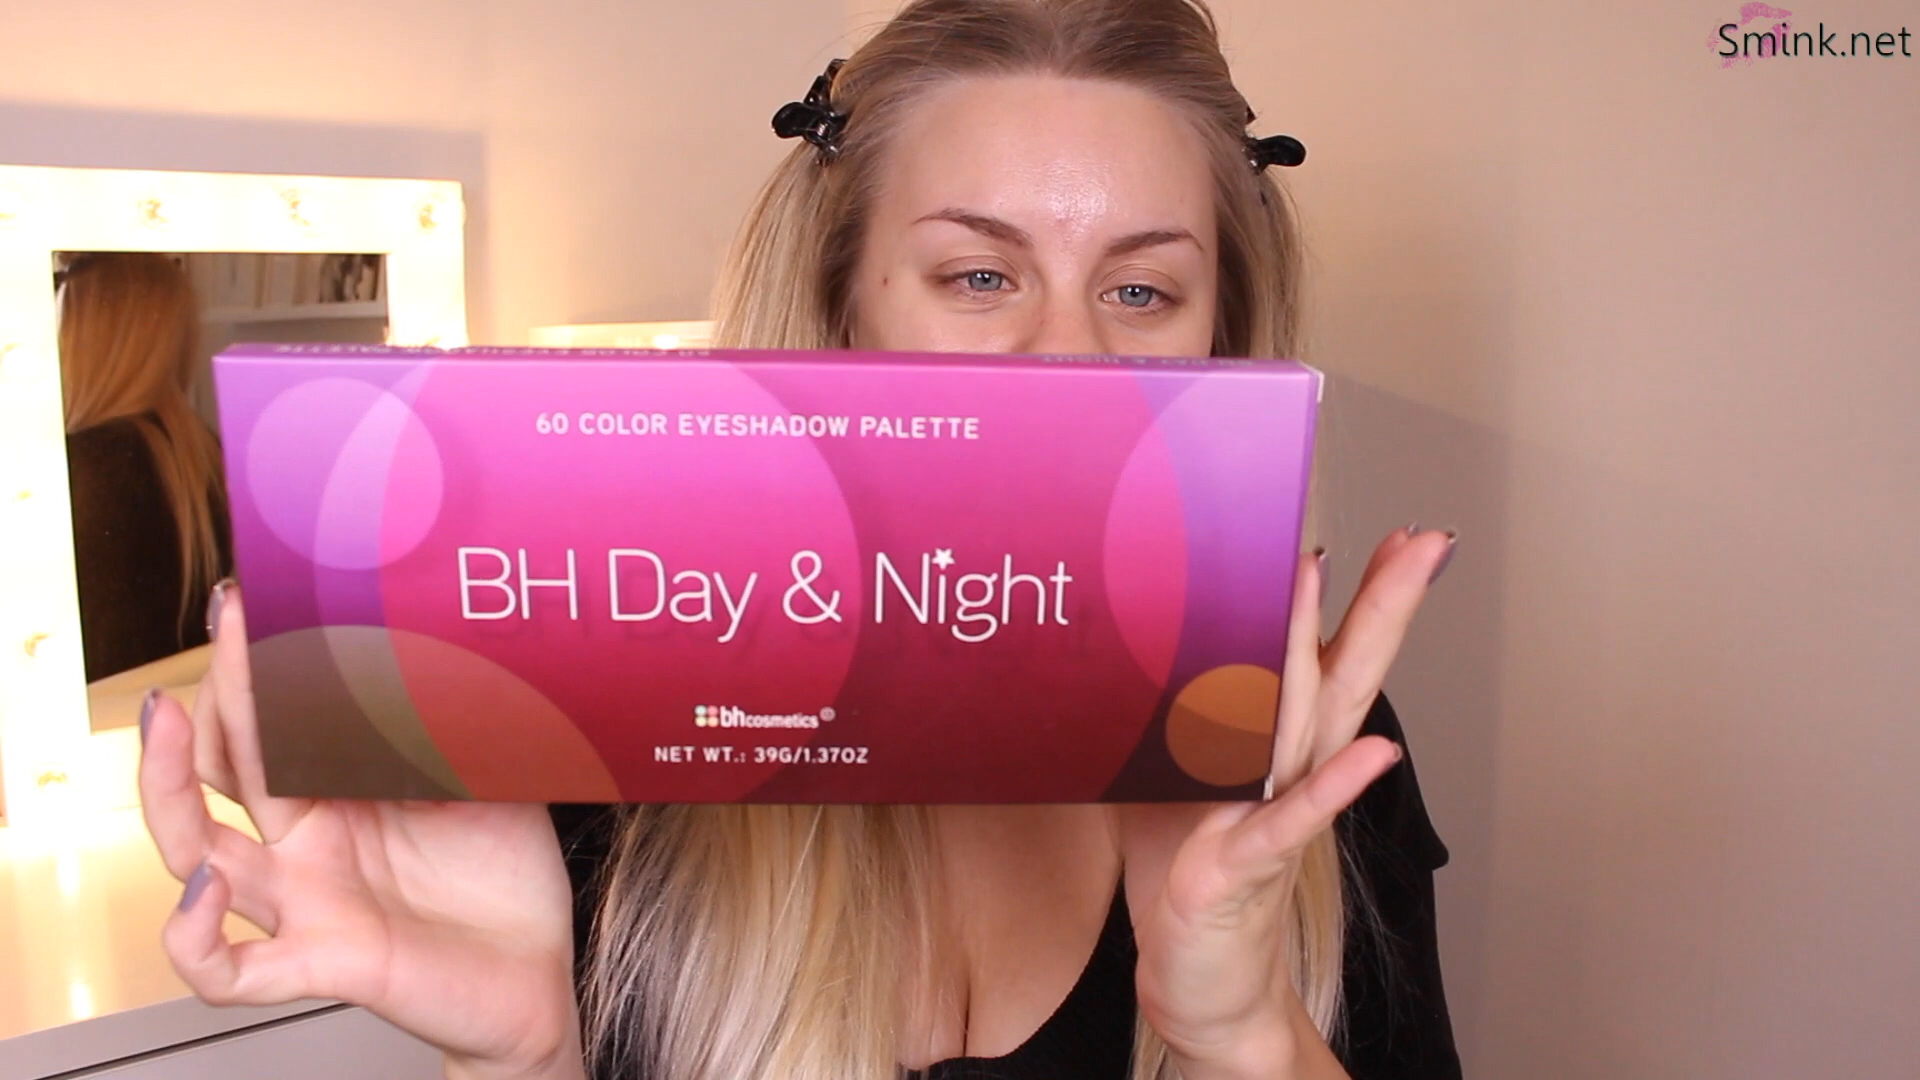 Smink.net
60 COLOR EYESHADOW PALETTE
BH Day & Night
bhcosmetics
NET WT.: 39G/1.37OZ